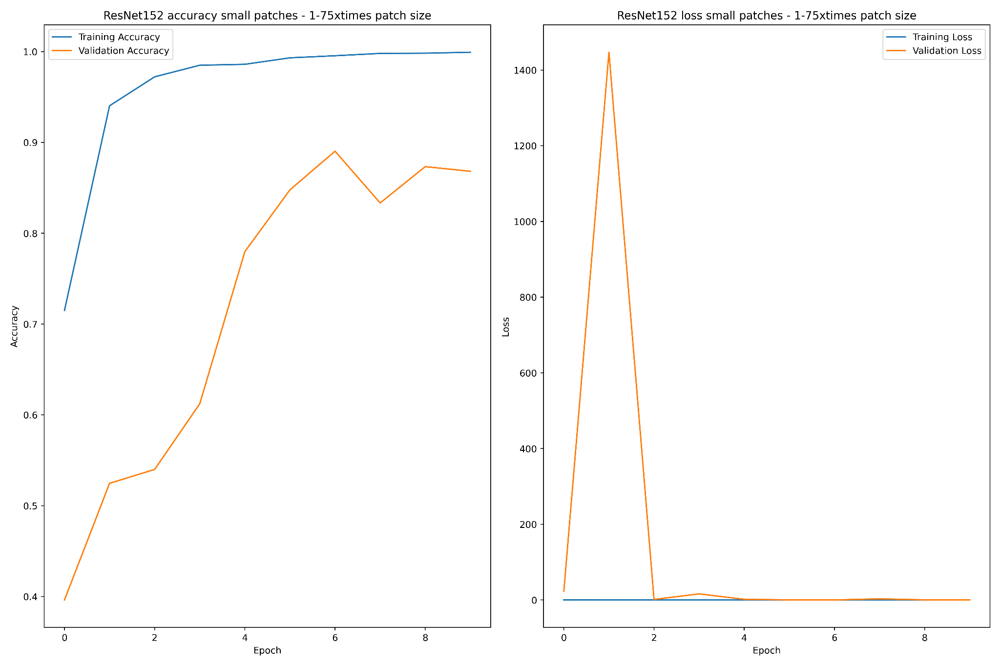 ResNet152 accuracy small patches - 1-75xtimes patch size
Training Accuracy
Validation Accuracy
1.0
0.9
0.8
0.7
0.6
0.5
0.4
Accuracy
0 2 4 6 8
Epoch
ResNet152 loss small patches - 1-75xtimes patch size
Training Loss
Validation Loss
1400
1200
1000
800
600
400
200
0
Loss
0 2 4 6 8
Epoch